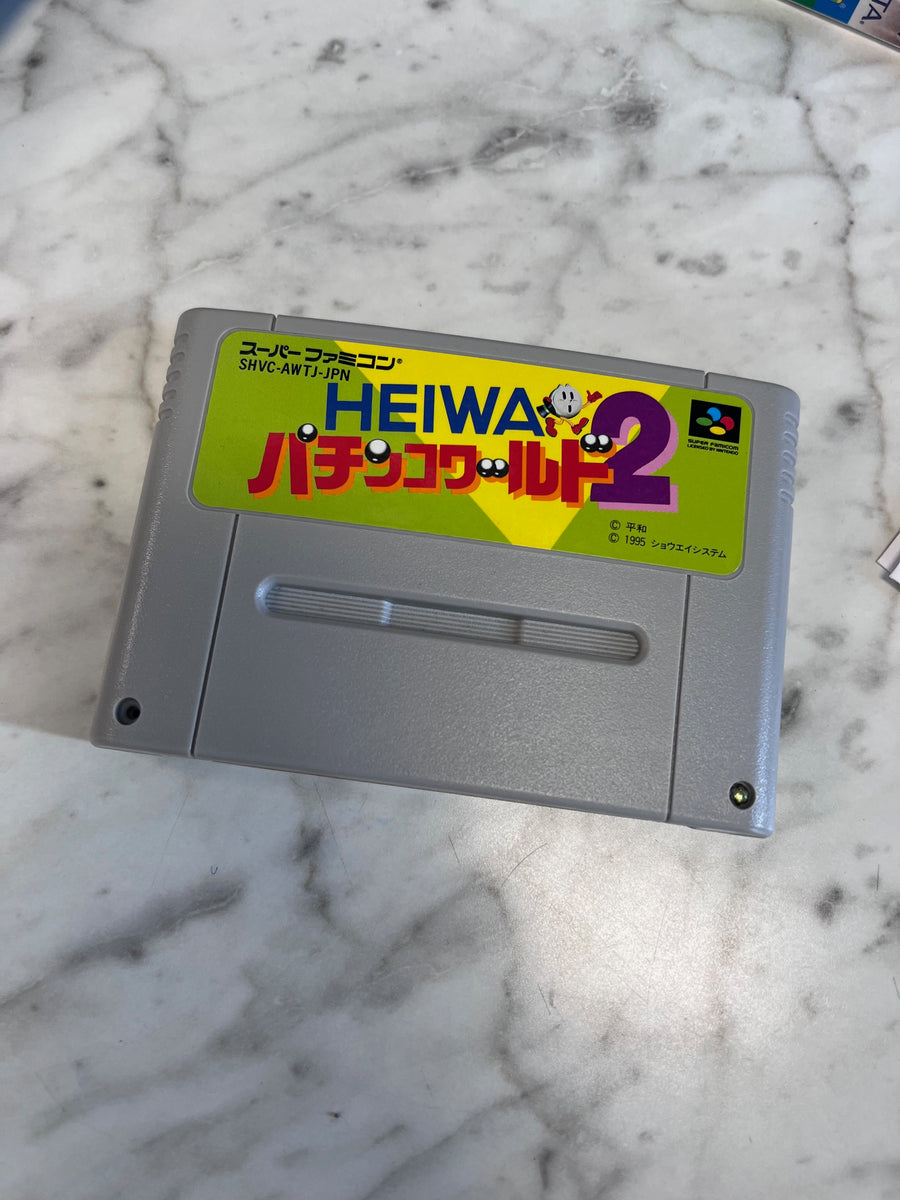 スーパーファミコン®
SHVC-AWTJ-JPN
HEIWA
パチンコワールド2
SUPER FAMICOM
LICENSED BY NINTENDO
© 平和
© 1995 ショウエイシステム
TA